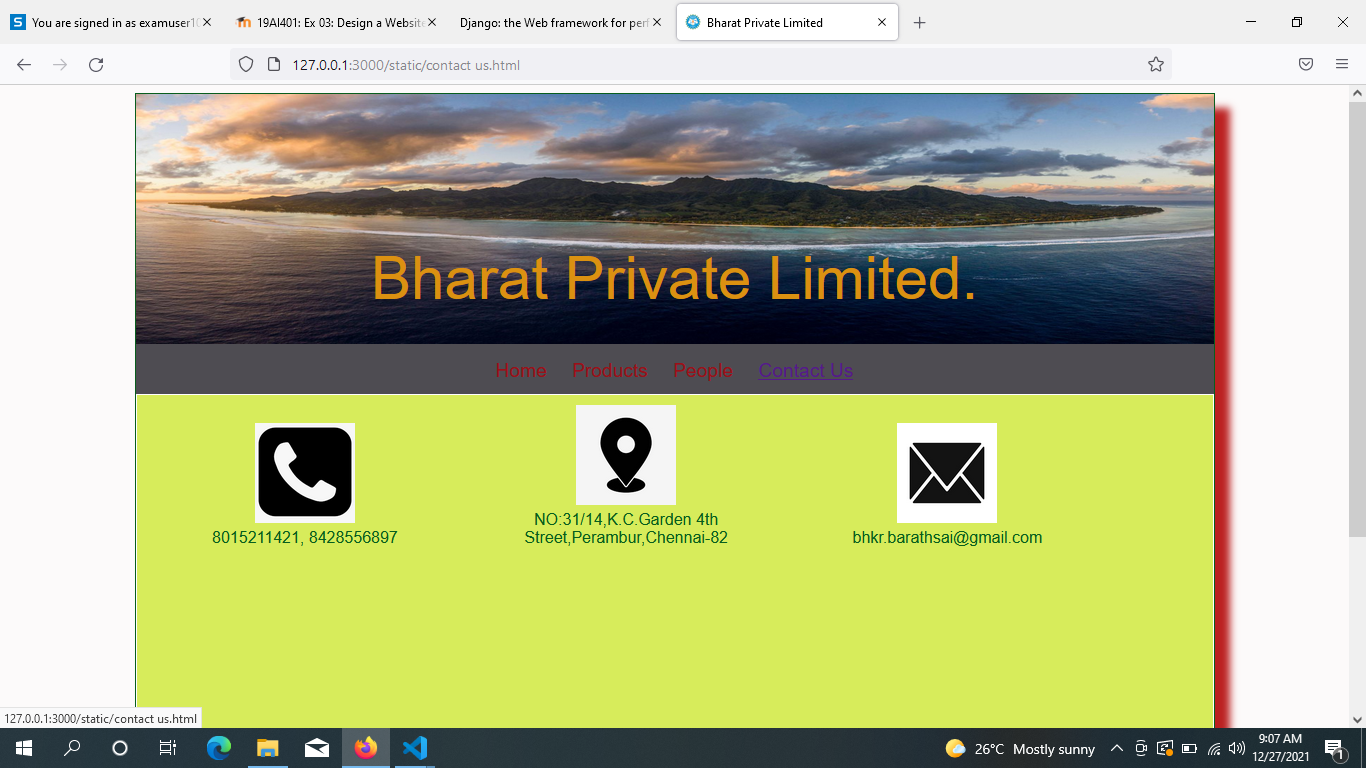 You are signed in as examuser10
19AI401: Ex 03: Design a Website
Django: the Web framework for perf
Bharat Private Limited
127.0.0.1:3000/static/contact us.html
Bharat Private Limited.
Home Products People Contact Us
8015211421, 8428556897
NO:31/14,K.C.Garden 4th
Street,Perambur,Chennai-82
bhkr.barathsai@gmail.com
127.0.0.1:3000/static/contact us.html
26°C Mostly sunny
9:07 AM
12/27/2021
1